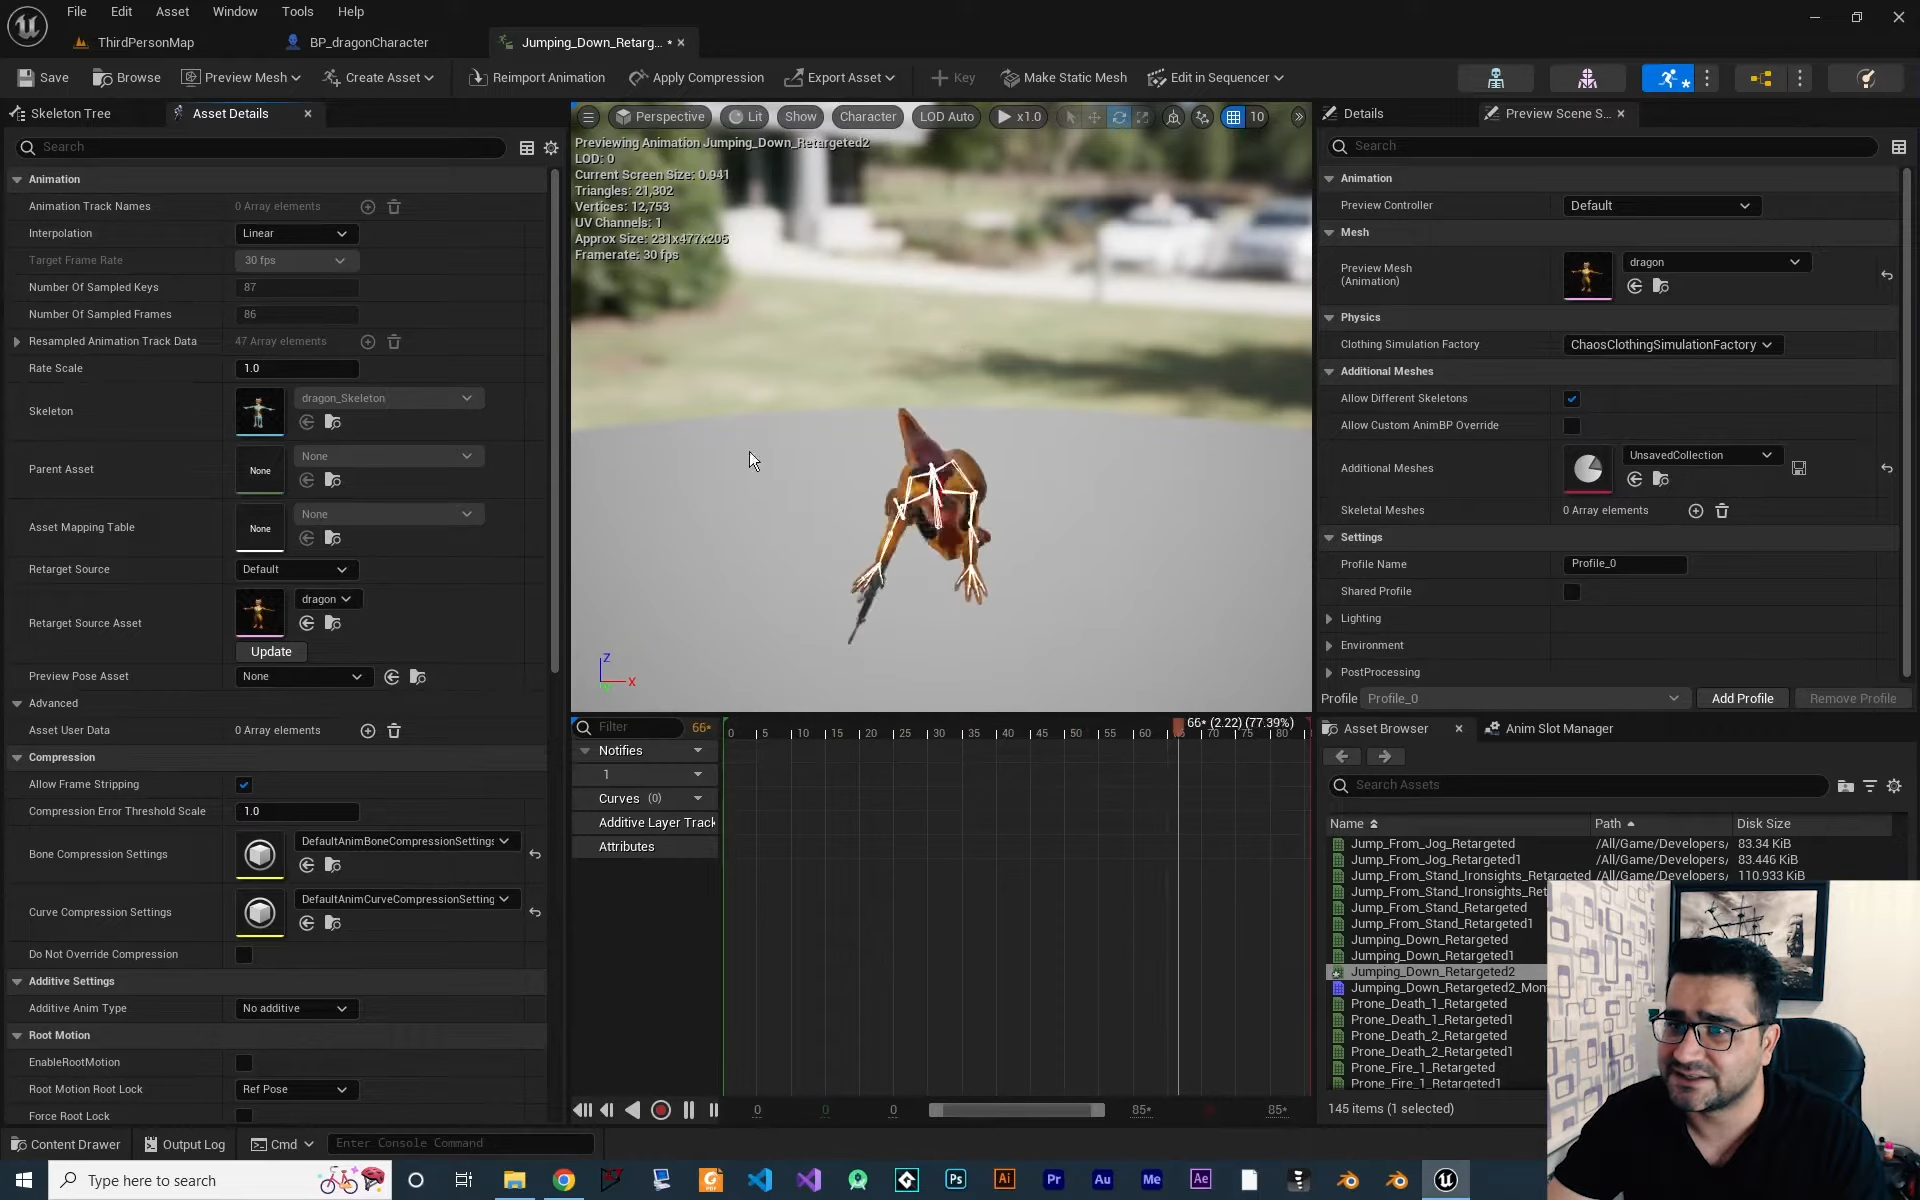 File Edit Asset Window Tools Help
ThirdPersonMap BP_dragonCharacter Jumping_Down_Retarg... *
Save Browse Preview Mesh Create Asset Reimport Animation Apply Compression Export Asset Key Make Static Mesh Edit in Sequencer
Skeleton Tree Asset Details
Search
Animation
Animation Track Names 0 Array elements
Interpolation Linear
Target Frame Rate 30 fps
Number Of Sampled Keys 87
Number Of Sampled Frames 86
Resampled Animation Track Data 47 Array elements
Rate Scale 1.0
Skeleton dragon_Skeleton
Parent Asset None None
Asset Mapping Table None None
Retarget Source Default
Retarget Source Asset dragon
Update
Preview Pose Asset None
Advanced
Asset User Data 0 Array elements
Compression
Allow Frame Stripping
Compression Error Threshold Scale 1.0
Bone Compression Settings DefaultAnimBoneCompressionSettings
Curve Compression Settings DefaultAnimCurveCompressionSetting
Do Not Override Compression
Additive Settings
Additive Anim Type No additive
Root Motion
EnableRootMotion
Root Motion Root Lock Ref Pose
Force Root Lock
Perspective Lit Show Character LOD Auto x1.0 10
Previewing Animation Jumping_Down_Retargeted2
LOD: 0
Current Screen Size: 0.941
Triangles: 21,302
Vertices: 12,753
UV Channels: 1
Approx Size: 231x477x205
Framerate: 30 fps
Z
X
Filter 66* 66* (2.22) (77.39%)
0 5 10 15 20 25 30 35 40 45 50 55 60 65 70 75 80
Notifies
1
Curves (0)
Additive Layer Track
Attributes
0 0 0 85* 85*
Details Preview Scene S...
Search
Animation
Preview Controller Default
Mesh
Preview Mesh
(Animation)
dragon
Physics
Clothing Simulation Factory ChaosClothingSimulationFactory
Additional Meshes
Allow Different Skeletons
Allow Custom AnimBP Override
Additional Meshes UnsavedCollection
Skeletal Meshes 0 Array elements
Settings
Profile Name Profile_0
Shared Profile
Lighting
Environment
PostProcessing
Profile Profile_0 Add Profile Remove Profile
Asset Browser Anim Slot Manager
Search Assets
Name Path Disk Size
Jump_From_Jog_Retargeted /All/Game/Developers/ 83.34 KiB
Jump_From_Jog_Retargeted1 /All/Game/Developers/ 83.446 KiB
Jump_From_Stand_Ironsights_Retargeted /All/Game/Developers/ 110.933 KiB
Jump_From_Stand_Ironsights_Ret
Jump_From_Stand_Retargeted
Jump_From_Stand_Retargeted1
Jumping_Down_Retargeted
Jumping_Down_Retargeted1
Jumping_Down_Retargeted2
Jumping_Down_Retargeted2_Mon
Prone_Death_1_Retargeted
Prone_Death_1_Retargeted1
Prone_Death_2_Retargeted
Prone_Death_2_Retargeted1
Prone_Fire_1_Retargeted
Prone_Fire_1_Retargeted1
145 items (1 selected)
Content Drawer Output Log Cmd Enter Console Command
Type here to search
Ps Ai Pr Au Me Ae